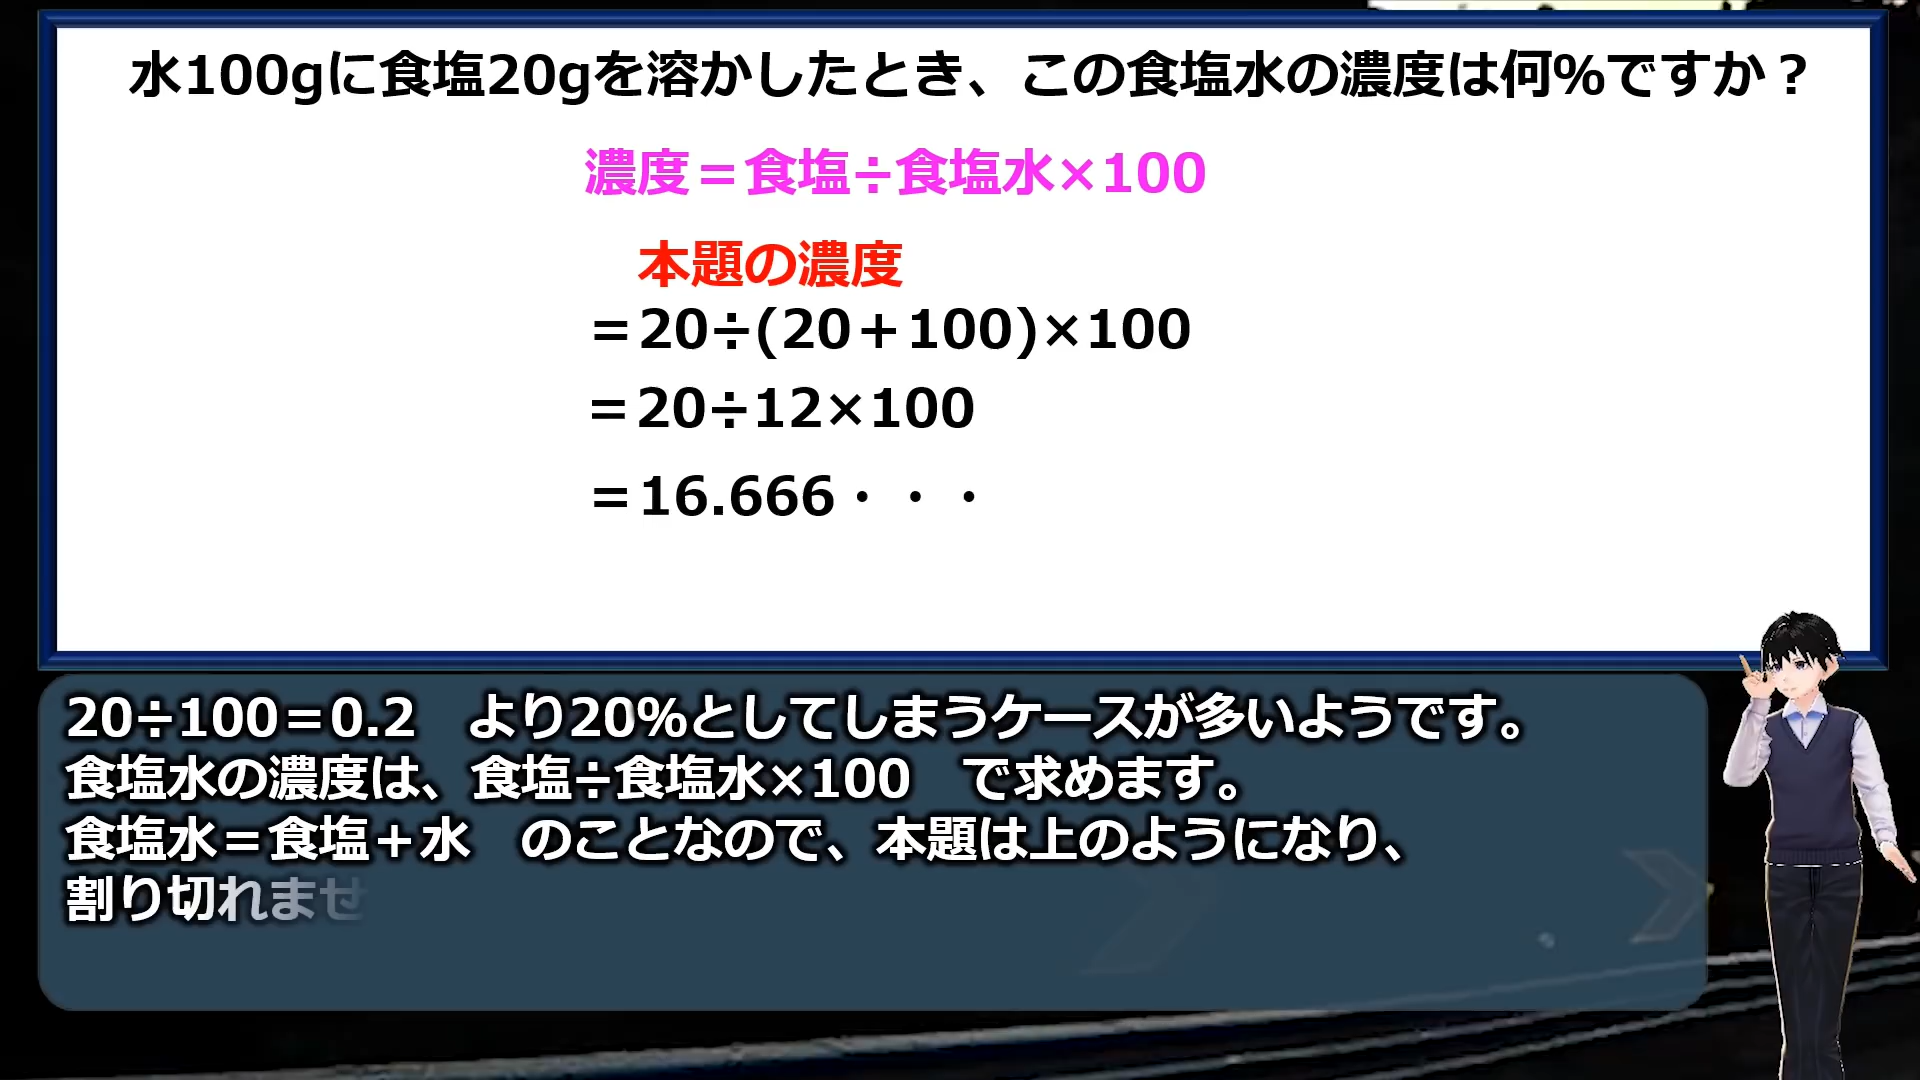 水100gに食塩20gを溶かしたとき、この食塩水の濃度は何%ですか？
濃度＝食塩÷食塩水×100
本題の濃度
＝20÷(20＋100)×100
＝20÷12×100
＝16.666・・・
20÷100＝0.2　より20%としてしまうケースが多いようです。
食塩水の濃度は、食塩÷食塩水×100　で求めます。
食塩水＝食塩＋水　のことなので、本題は上のようになり、
割り切れませ